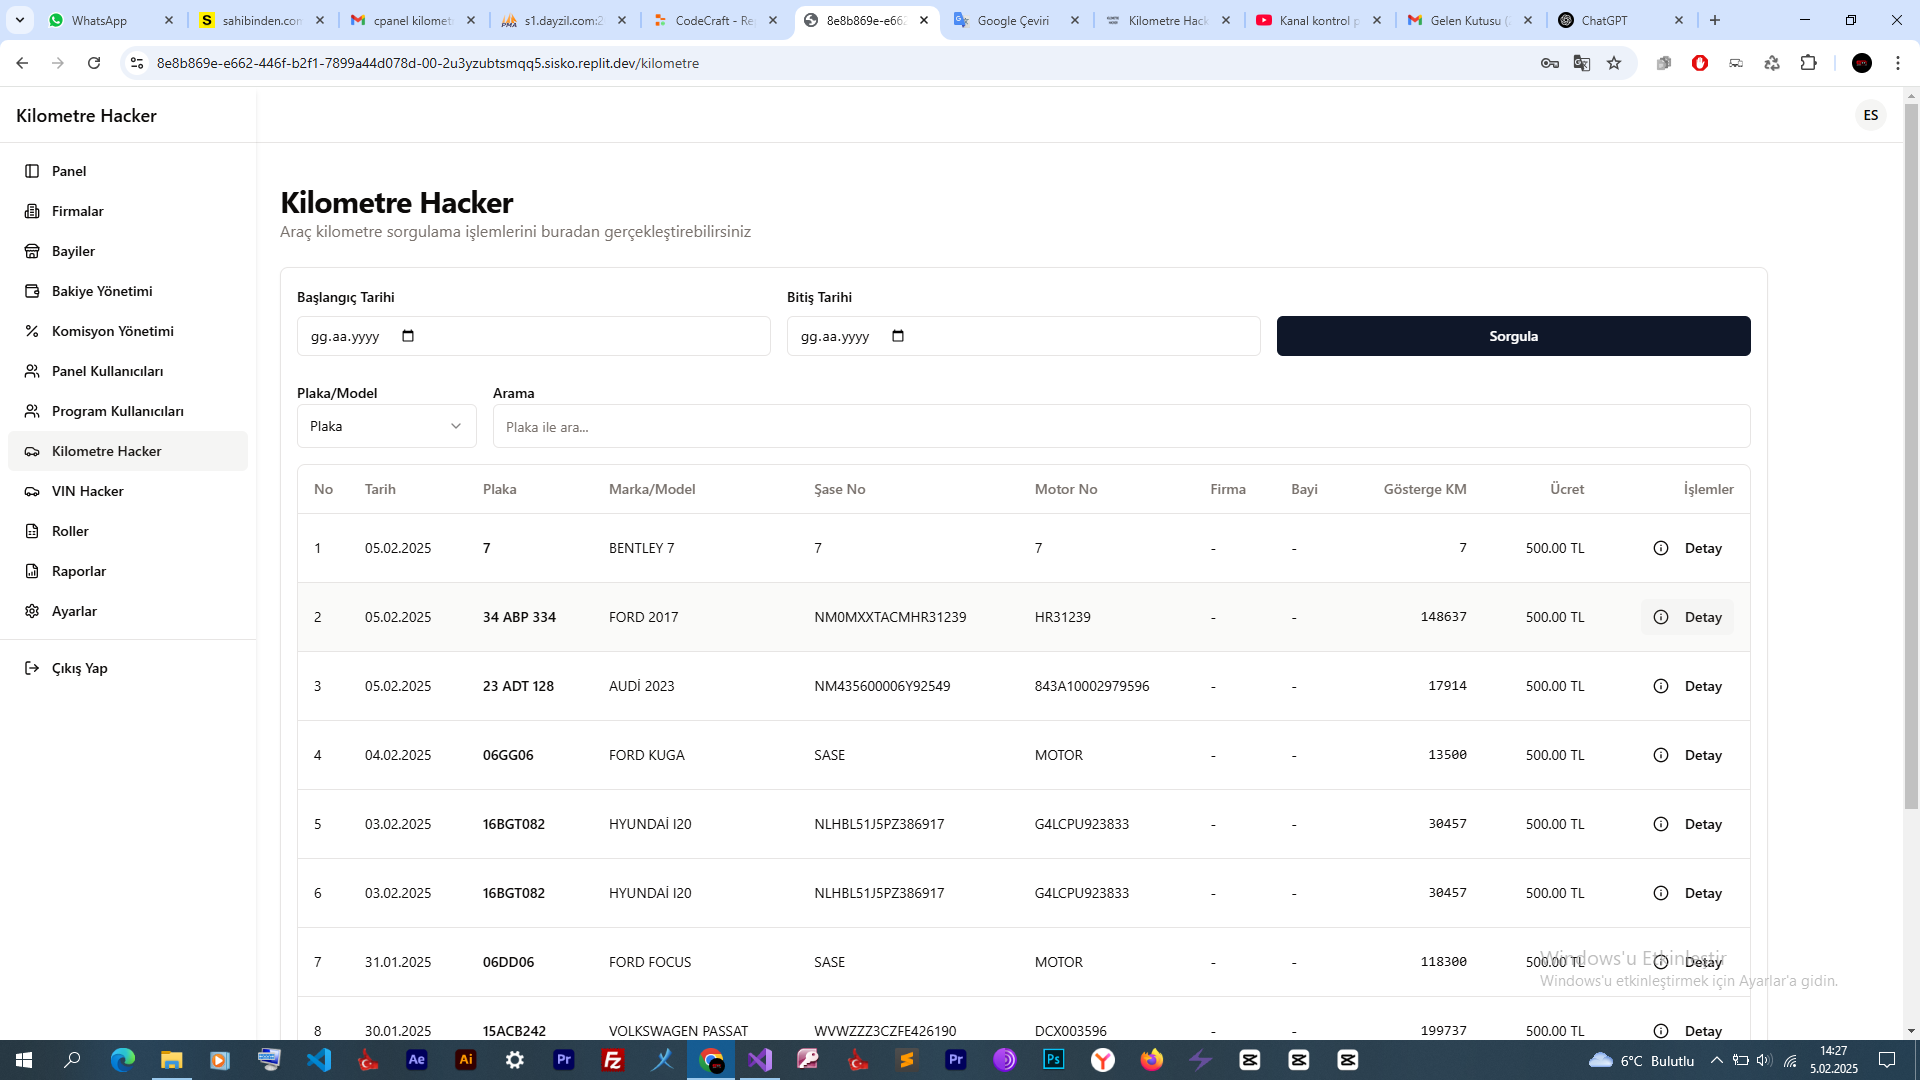 WhatsApp
sahibinden.com
cpanel kilomet
s1.dayzil.com:2
CodeCraft - Re
8e8b869e-e662
Google Çeviri
Kilometre Hack
Kanal kontrol p
Gelen Kutusu (
ChatGPT
8e8b869e-e662-446f-b2f1-7899a44d078d-00-2u3yzubtsmqq5.sisko.replit.dev/kilometre
Kilometre Hacker
ES
Panel
Firmalar
Bayiler
Bakiye Yönetimi
Komisyon Yönetimi
Panel Kullanıcıları
Program Kullanıcıları
Kilometre Hacker
VIN Hacker
Roller
Raporlar
Ayarlar
Çıkış Yap
Kilometre Hacker
Araç kilometre sorgulama işlemlerini buradan gerçekleştirebilirsiniz
Başlangıç Tarihi
Bitiş Tarihi
gg.aa.yyyy
gg.aa.yyyy
Sorgula
Plaka/Model
Arama
Plaka
Plaka ile ara...
No Tarih Plaka Marka/Model Şase No Motor No Firma Bayi Gösterge KM Ücret İşlemler
1 05.02.2025 7 BENTLEY 7 7 7 - - 7 500.00 TL Detay
2 05.02.2025 34 ABP 334 FORD 2017 NM0MXXTACMHR31239 HR31239 - - 148637 500.00 TL Detay
3 05.02.2025 23 ADT 128 AUDİ 2023 NM435600006Y92549 843A10002979596 - - 17914 500.00 TL Detay
4 04.02.2025 06GG06 FORD KUGA SASE MOTOR - - 13500 500.00 TL Detay
5 03.02.2025 16BGT082 HYUNDAİ I20 NLHBL51J5PZ386917 G4LCPU923833 - - 30457 500.00 TL Detay
6 03.02.2025 16BGT082 HYUNDAİ I20 NLHBL51J5PZ386917 G4LCPU923833 - - 30457 500.00 TL Detay
7 31.01.2025 06DD06 FORD FOCUS SASE MOTOR - - 118300 500.00 TL Detay
Windows'u Etkinleştir
Windows'u etkinleştirmek için Ayarlar'a gidin.
8 30.01.2025 15ACB242 VOLKSWAGEN PASSAT WVWZZZ3CZFE426190 DCX003596 - - 199737 500.00 TL Detay
Ae
Ai
Pr
Fz
Pr
Ps
6°C Bulutlu
14:27
5.02.2025